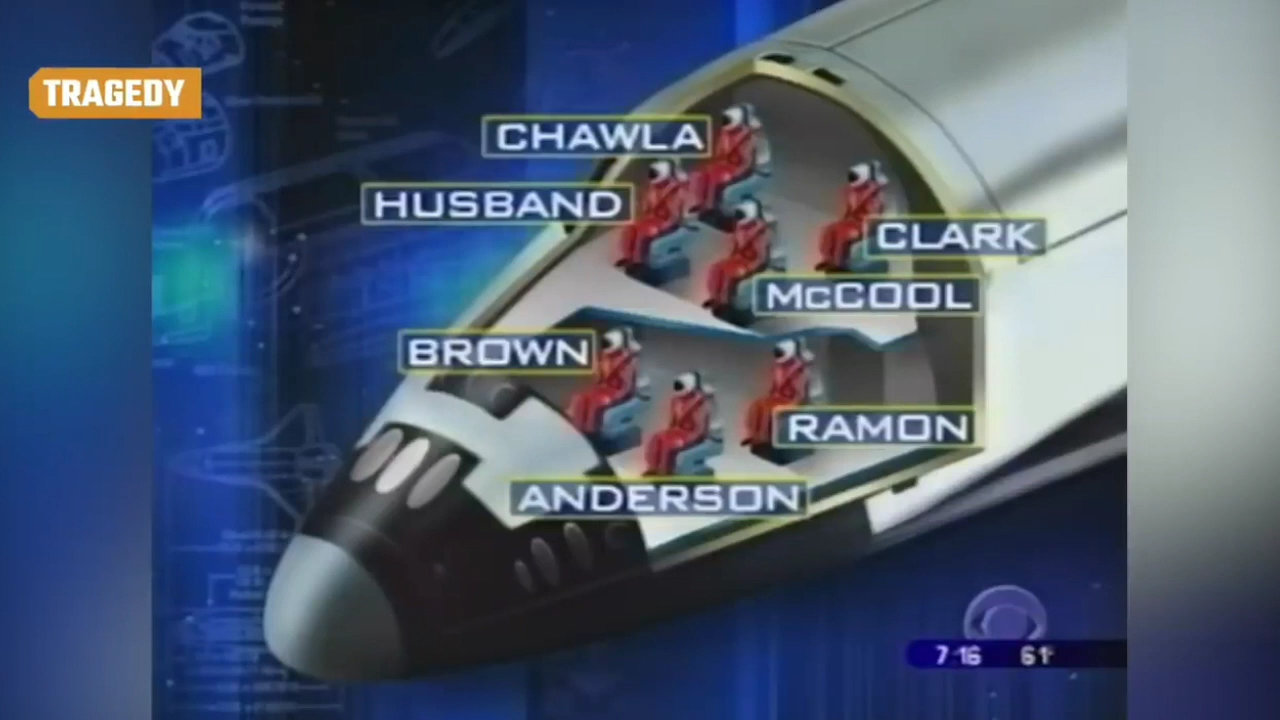 TRAGEDY
CHAWLA
HUSBAND
CLARK
McCOOL
BROWN
RAMON
ANDERSON
7:16 61°